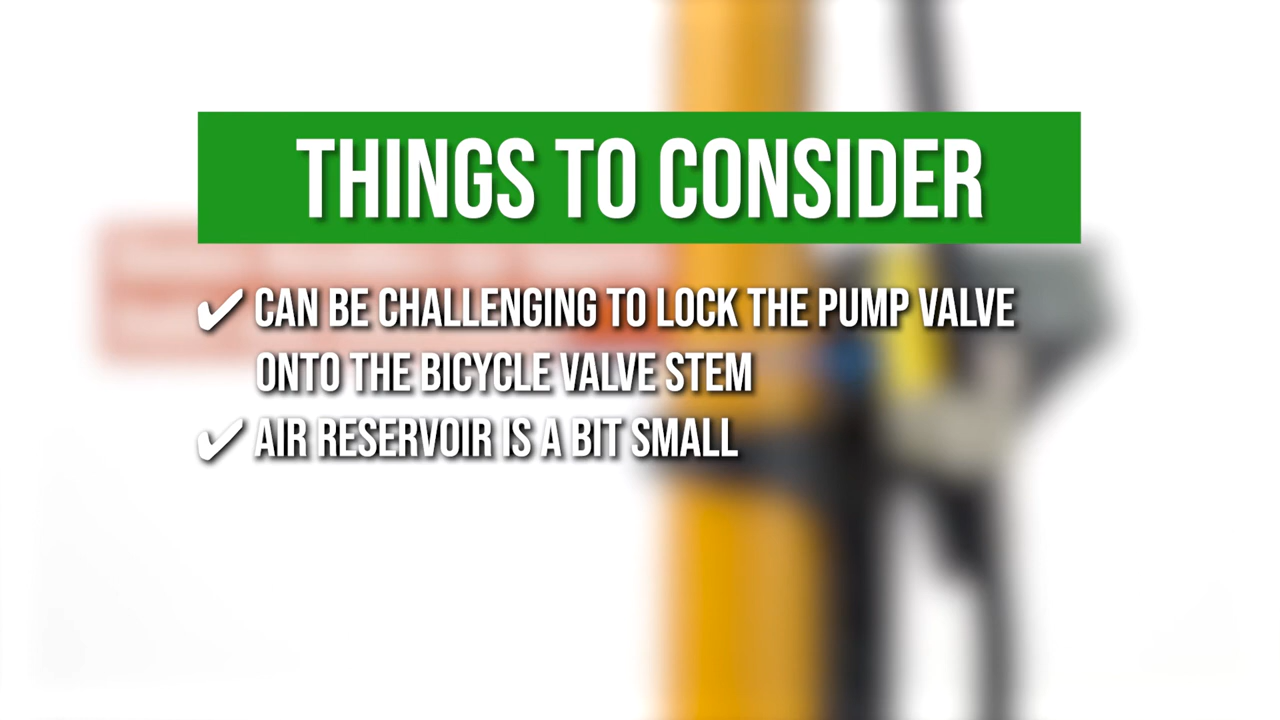 THINGS TO CONSIDER
✔ CAN BE CHALLENGING TO LOCK THE PUMP VALVE
ONTO THE BICYCLE VALVE STEM
✔ AIR RESERVOIR IS A BIT SMALL